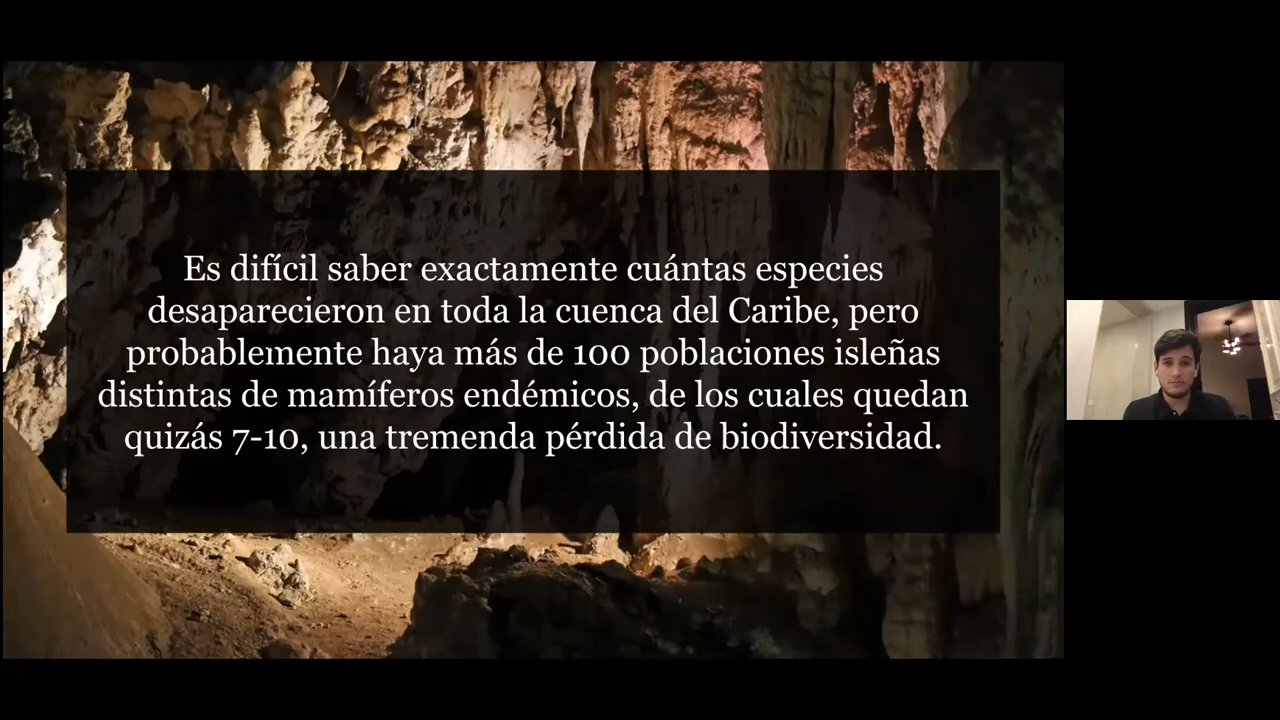 Es difícil saber exactamente cuántas especies
desaparecieron en toda la cuenca del Caribe, pero
probablemente haya más de 100 poblaciones isleñas
distintas de mamíferos endémicos, de los cuales quedan
quizás 7-10, una tremenda pérdida de biodiversidad.